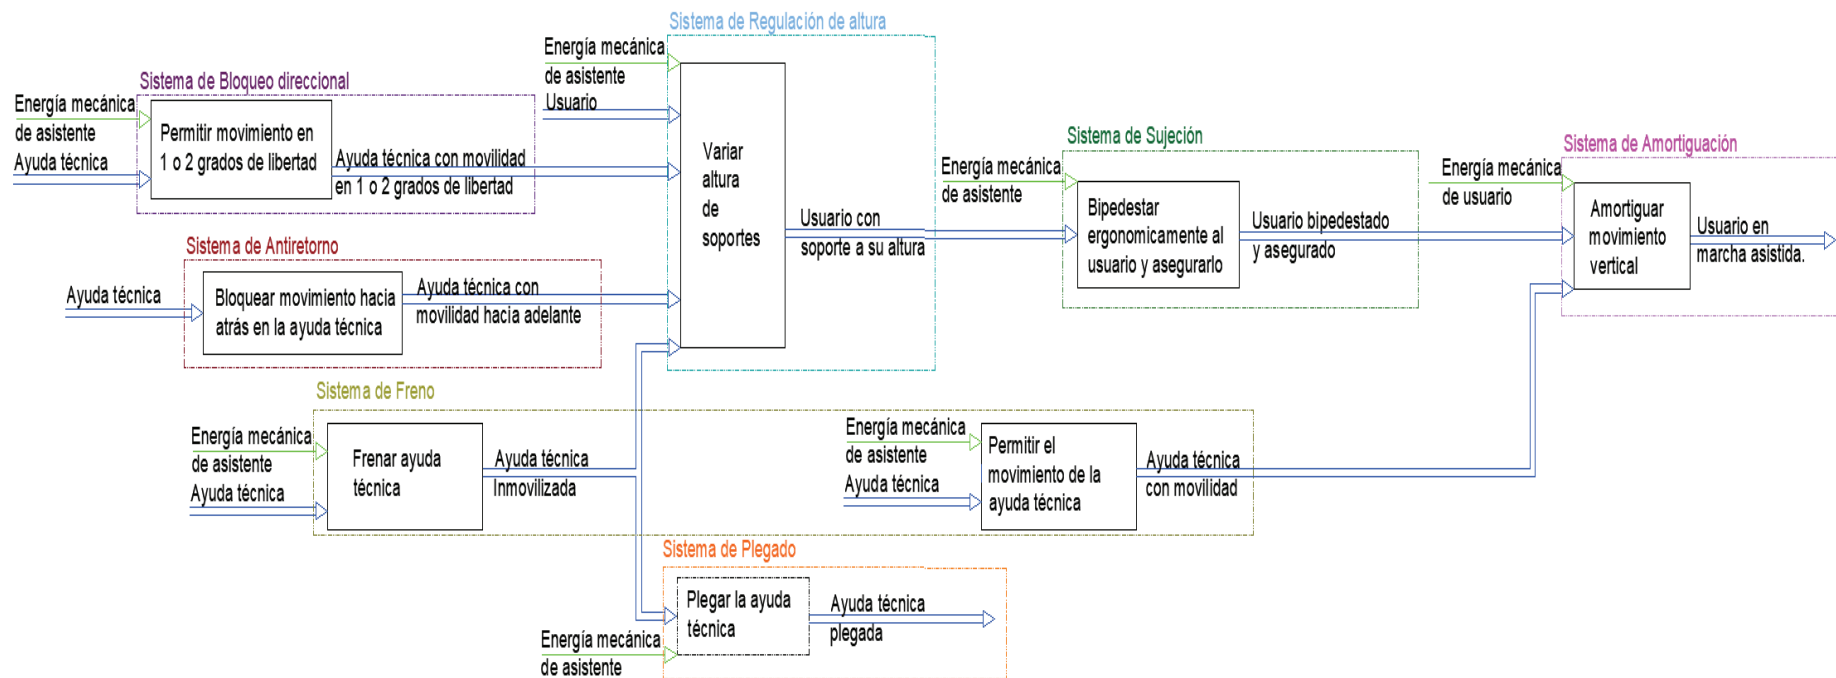 Sistema de Regulación de altura
Energía mecánica
de asistente
Usuario
Sistema de Bloqueo direccional
Energía mecánica
de asistente
Ayuda técnica
Permitir movimiento en
1 o 2 grados de libertad
Ayuda técnica con movilidad
en 1 o 2 grados de libertad
Variar
altura
de
soportes
Usuario con
soporte a su altura
Sistema de Sujeción
Energía mecánica
de asistente
Bipedestar
ergonomicamente al
usuario y asegurarlo
Usuario bipedestado
y asegurado
Sistema de Amortiguación
Energía mecánica
de usuario
Amortiguar
movimiento
vertical
Usuario en
marcha asistida.
Sistema de Antiretorno
Ayuda técnica
Bloquear movimiento hacia
atrás en la ayuda técnica
Ayuda técnica con
movilidad hacia adelante
Sistema de Freno
Energía mecánica
de asistente
Ayuda técnica
Frenar ayuda
técnica
Ayuda técnica
Inmovilizada
Energía mecánica
de asistente
Ayuda técnica
Permitir el
movimiento de la
ayuda técnica
Ayuda técnica
con movilidad
Sistema de Plegado
Plegar la ayuda
técnica
Energía mecánica
de asistente
Ayuda técnica
plegada